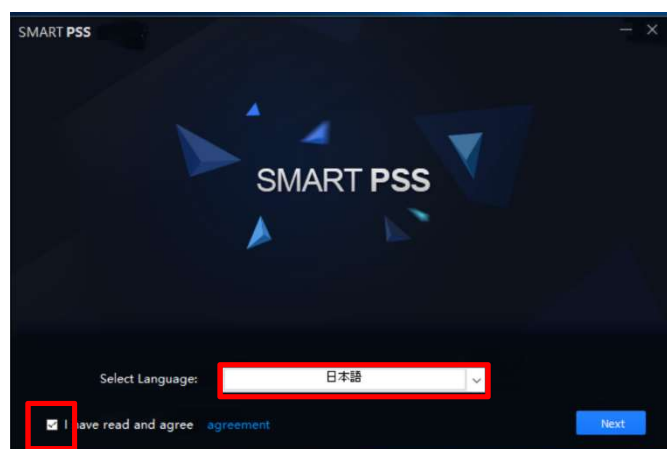 SMART PSS
SMART PSS
Select Language: 日本語
I have read and agree agreement
Next